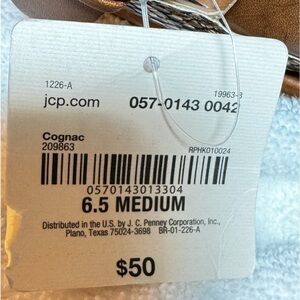 1226-A 19963-3
jcp.com 057-0143 0042
Cognac
209863 RPHK010024
0570143013304
6.5 MEDIUM
Distributed in the U.S. by J. C. Penney Corporation, Inc.,
Plano, Texas 75024-3698 BR-01-226-A
$50